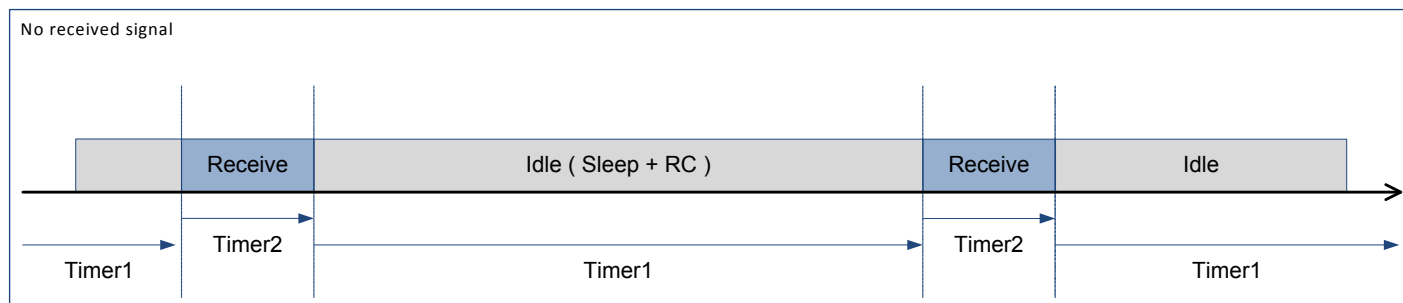 No received signal
Receive
Idle ( Sleep + RC )
Receive
Idle
Timer2
Timer2
Timer1
Timer1
Timer1